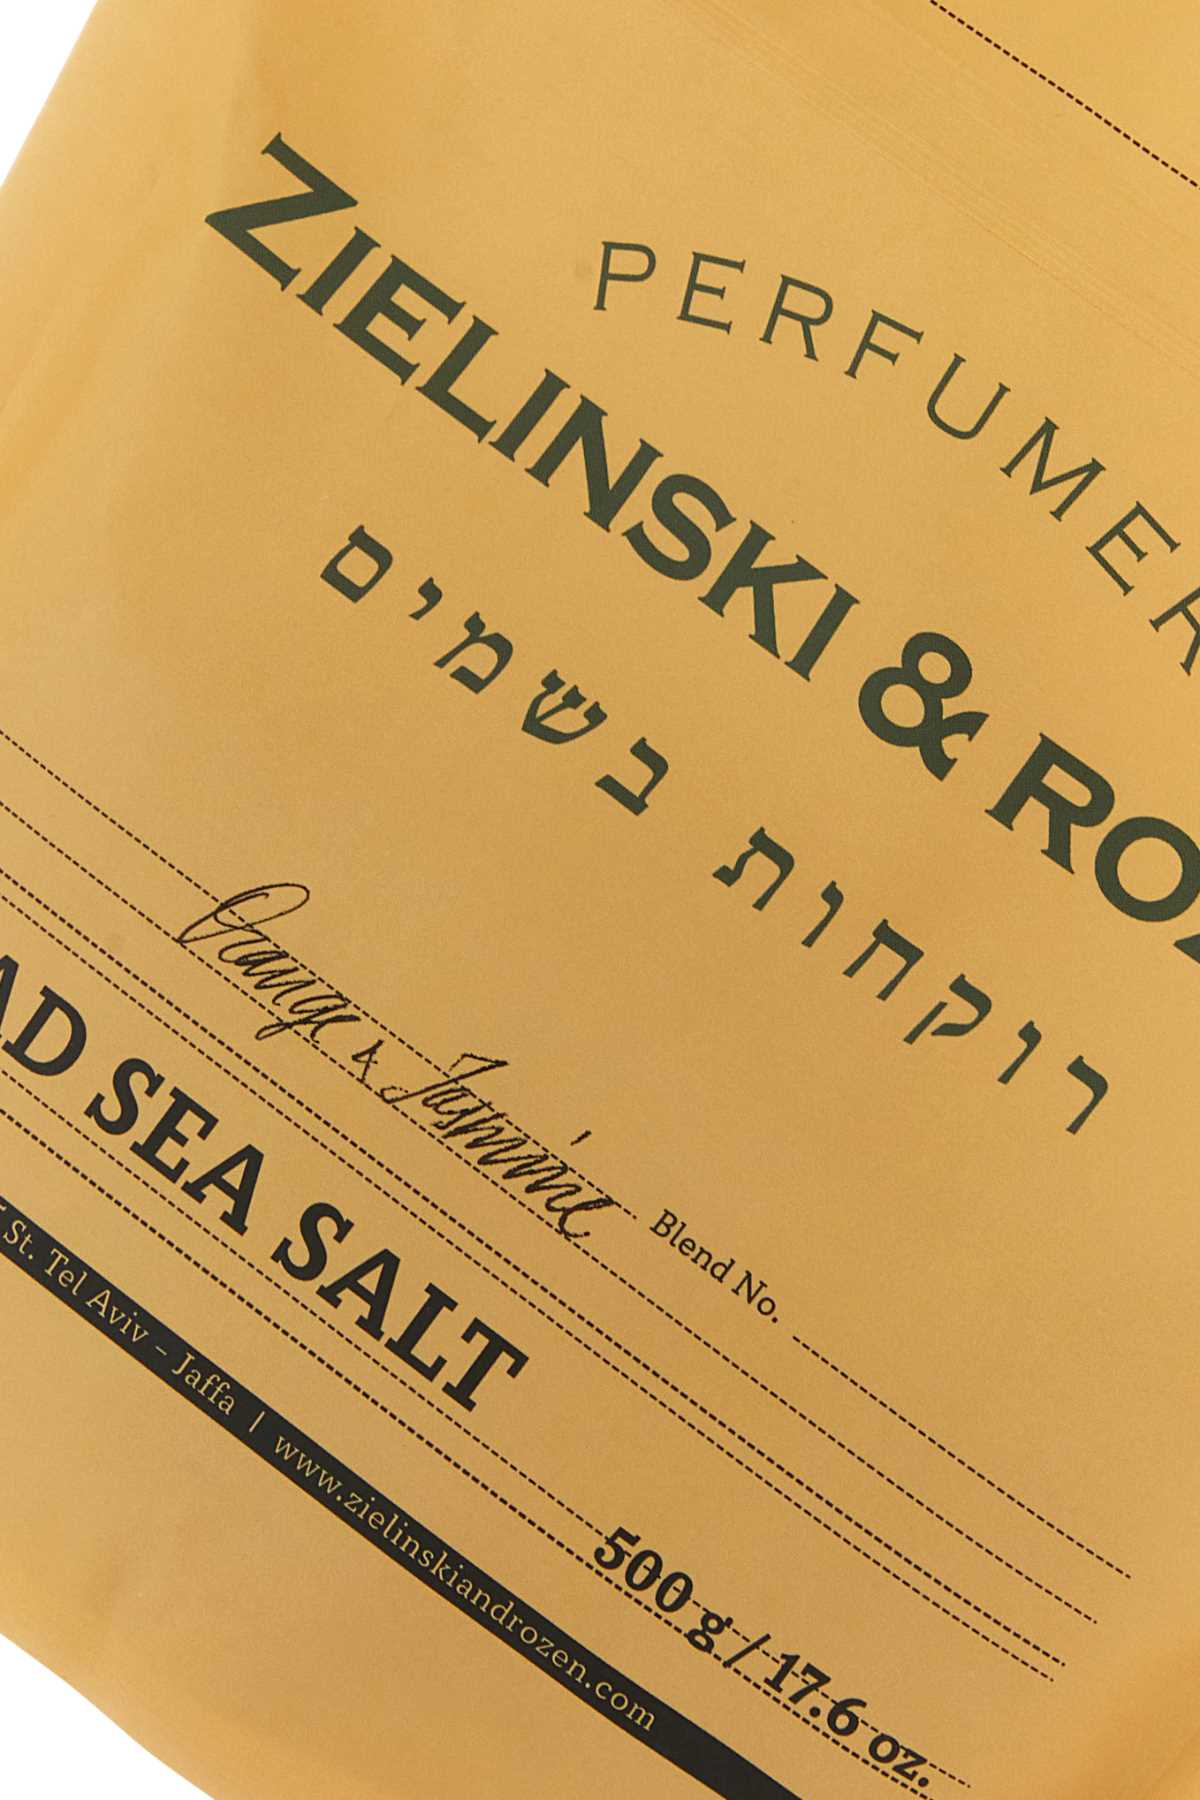 PERFUMER
ZIELINSKI & ROZ
רוקחות בשמים
Orange & Jasmine Blend No.
AD SEA SALT
500 g / 17.6 oz.
St. Tel Aviv – Jaffa | www.zielinskiandrozen.com